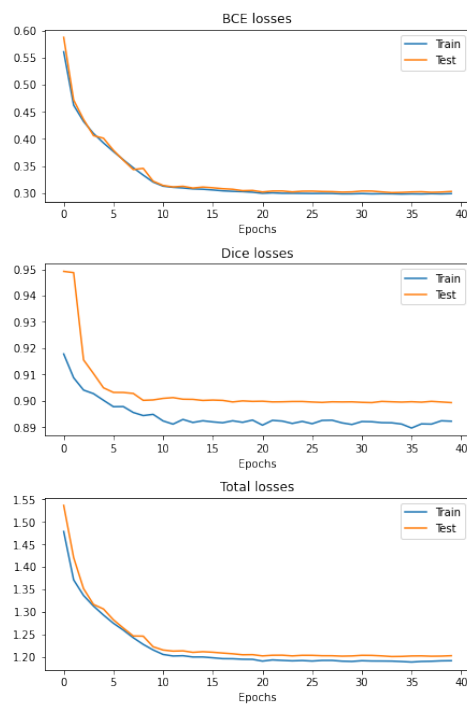 BCE losses
0.60
0.55
0.50
0.45
0.40
0.35
0.30
Train
Test
0 5 10 15 20 25 30 35 40
Epochs
Dice losses
0.95
0.94
0.93
0.92
0.91
0.90
0.89
Train
Test
0 5 10 15 20 25 30 35 40
Epochs
Total losses
1.55
1.50
1.45
1.40
1.35
1.30
1.25
1.20
Train
Test
0 5 10 15 20 25 30 35 40
Epochs